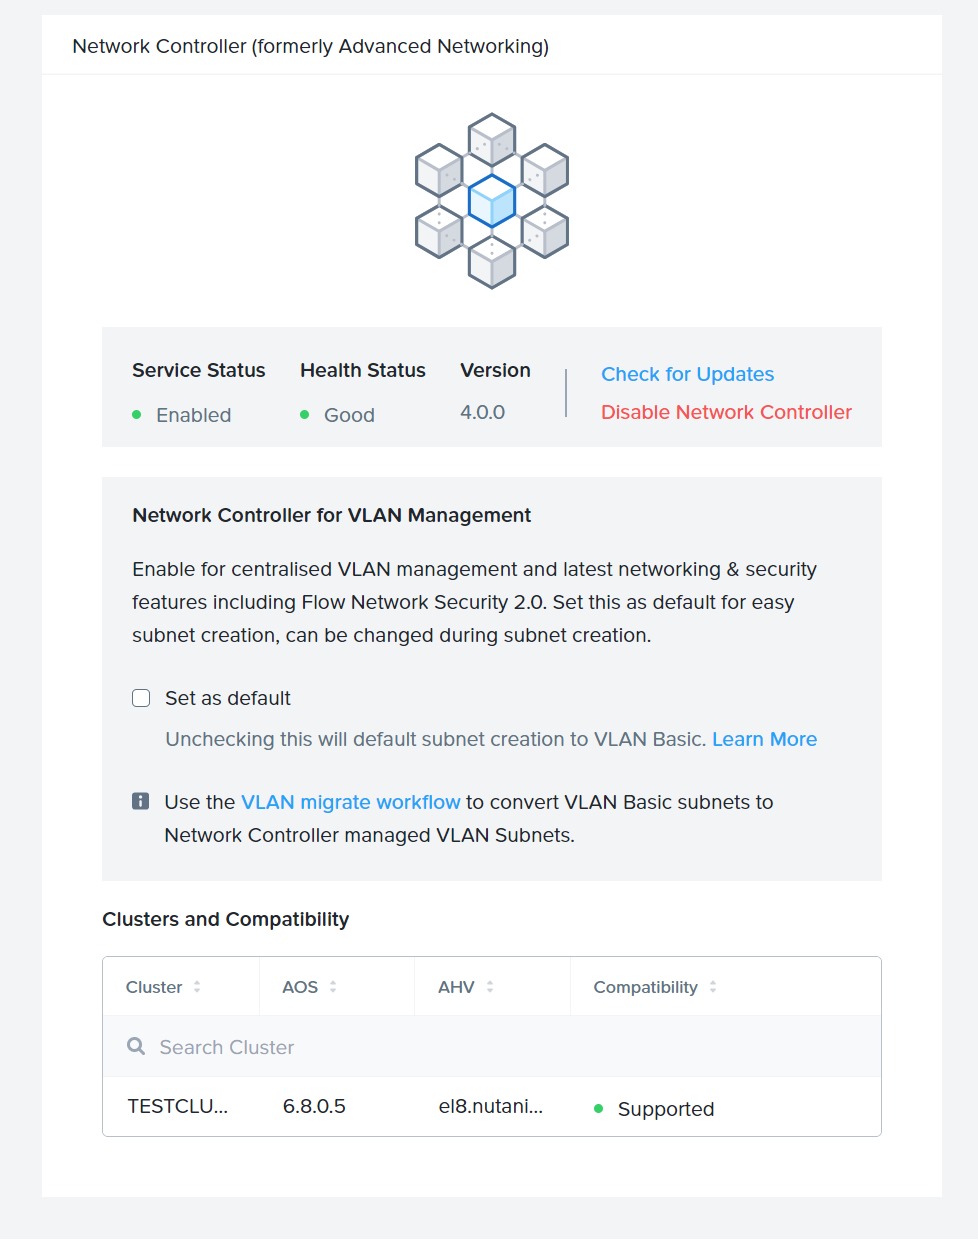 Network Controller (formerly Advanced Networking)
Service Status Health Status Version
Enabled Good 4.0.0
Check for Updates
Disable Network Controller
Network Controller for VLAN Management
Enable for centralised VLAN management and latest networking & security
features including Flow Network Security 2.0. Set this as default for easy
subnet creation, can be changed during subnet creation.
Set as default
Unchecking this will default subnet creation to VLAN Basic. Learn More
Use the VLAN migrate workflow to convert VLAN Basic subnets to
Network Controller managed VLAN Subnets.
Clusters and Compatibility
Cluster AOS AHV Compatibility
Search Cluster
TESTCLU... 6.8.0.5 el8.nutani... Supported